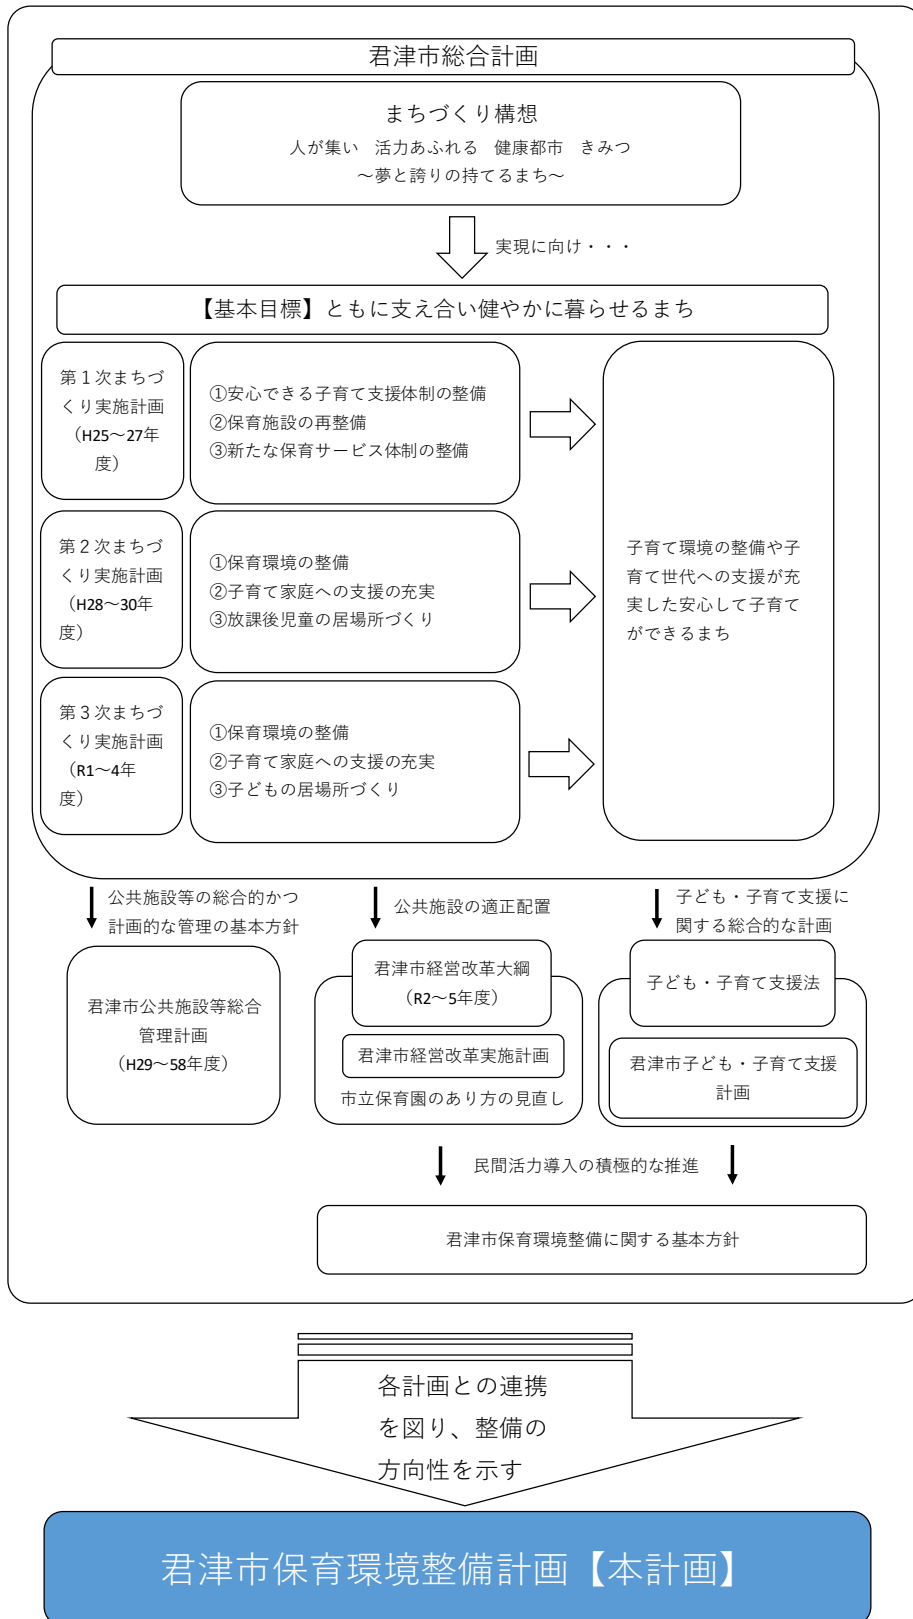 君津市総合計画
まちづくり構想
人が集い　活力あふれる　健康都市　きみつ
～夢と誇りの持てるまち～
実現に向け・・・
【基本目標】ともに支え合い健やかに暮らせるまち
第１次まちづ
くり実施計画
（H25～27年
度）
①安心できる子育て支援体制の整備
②保育施設の再整備
③新たな保育サービス体制の整備
第２次まちづ
くり実施計画
（H28～30年
度）
①保育環境の整備
②子育て家庭への支援の充実
③放課後児童の居場所づくり
子育て環境の整備や子
育て世代への支援が充
実した安心して子育て
ができるまち
第３次まちづ
くり実施計画
（R1～4年
度）
①保育環境の整備
②子育て家庭への支援の充実
③子どもの居場所づくり
公共施設等の総合的かつ
計画的な管理の基本方針
公共施設の適正配置
子ども・子育て支援に
関する総合的な計画
君津市公共施設等総合
管理計画
（H29～58年度）
君津市経営改革大綱
（R2～5年度）
君津市経営改革実施計画
市立保育園のあり方の見直し
子ども・子育て支援法
君津市子ども・子育て支援
計画
民間活力導入の積極的な推進
君津市保育環境整備に関する基本方針
各計画との連携
を図り、整備の
方向性を示す
君津市保育環境整備計画【本計画】